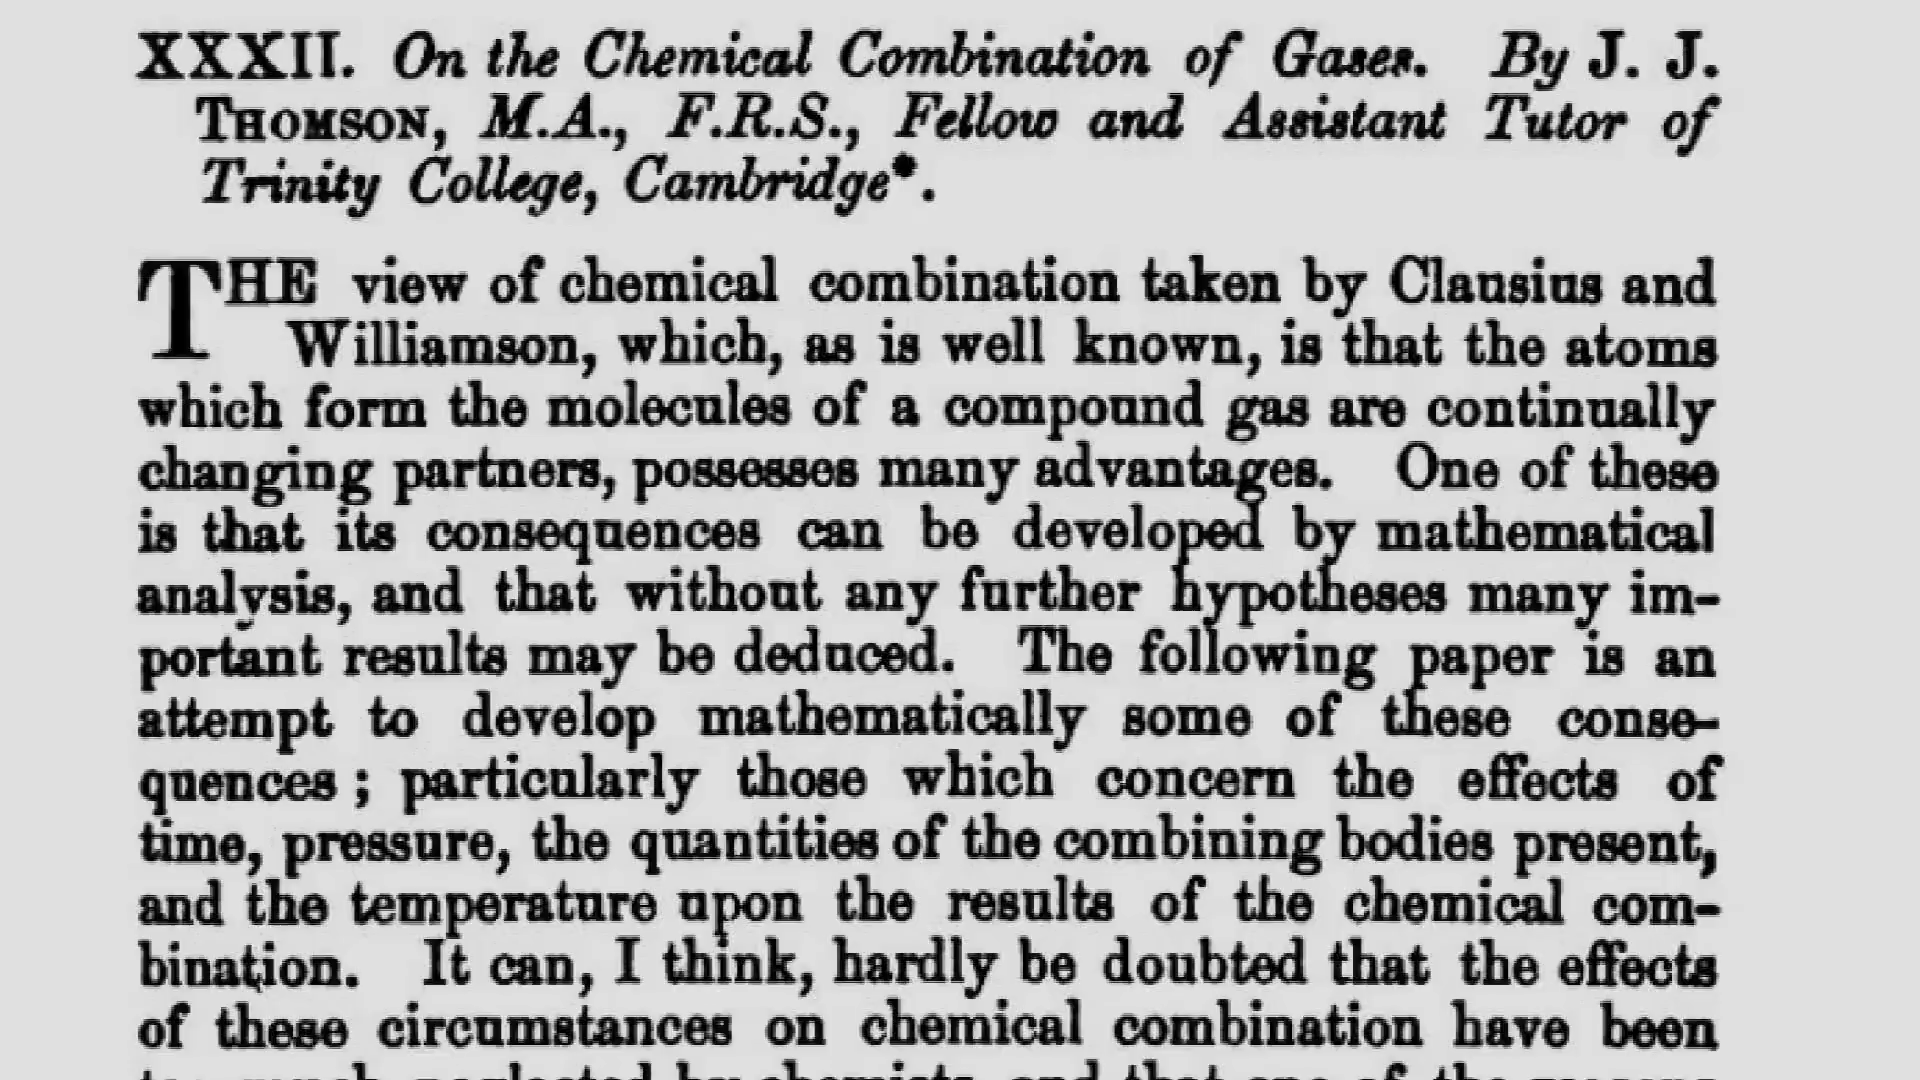 XXXII. On the Chemical Combination of Gases. By J. J.
THOMSON, M.A., F.R.S., Fellow and Assistant Tutor of
Trinity College, Cambridge*.
THE view of chemical combination taken by Clausius and
Williamson, which, as is well known, is that the atoms
which form the molecules of a compound gas are continually
changing partners, possesses many advantages. One of these
is that its consequences can be developed by mathematical
analysis, and that without any further hypotheses many im-
portant results may be deduced. The following paper is an
attempt to develop mathematically some of these conse-
quences ; particularly those which concern the effects of
time, pressure, the quantities of the combining bodies present,
and the temperature upon the results of the chemical com-
bination. It can, I think, hardly be doubted that the effects
of these circumstances on chemical combination have been